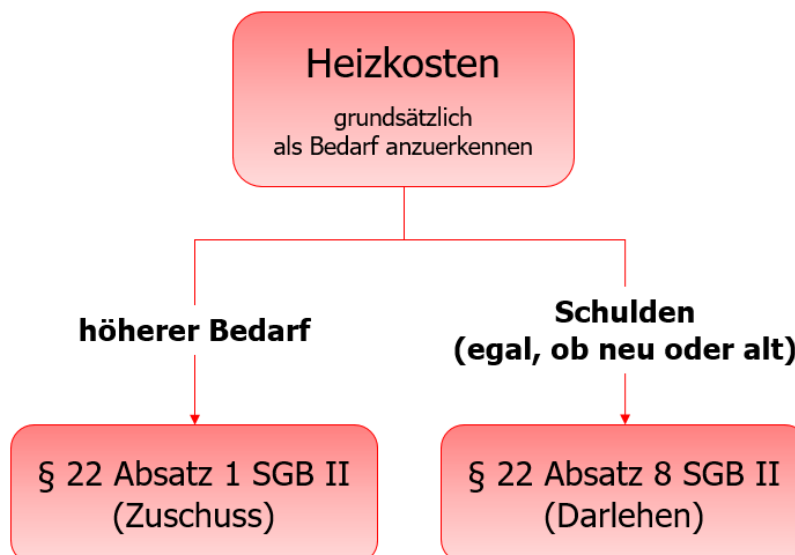 Heizkosten
grundsätzlich
als Bedarf anzuerkennen
höherer Bedarf
Schulden
(egal, ob neu oder alt)
§ 22 Absatz 1 SGB II
(Zuschuss)
§ 22 Absatz 8 SGB II
(Darlehen)